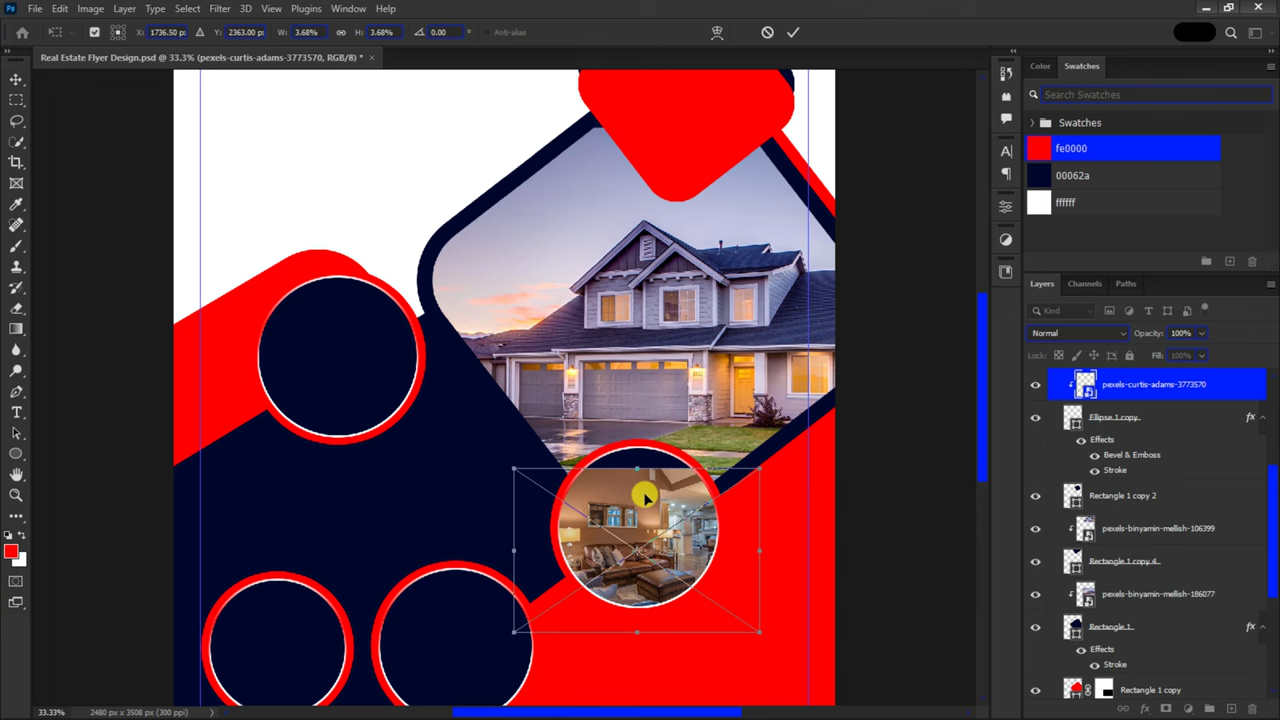 Ps File Edit Image Layer Type Select Filter 3D View Plugins Window Help
X: 1736.50 px Y: 2363.00 px W: 3.68% H: 3.68% 0.00 ° Anti-alias
Real Estate Flyer Design.psd @ 33.3% (pexels-curtis-adams-3773570, RGB/8) * ×
Color Swatches
Search Swatches
Swatches
fe0000
00062a
ffffff
Layers Channels Paths
Kind
Normal Opacity: 100%
Lock: Fill: 100%
pexels-curtis-adams-3773570
Ellipse 1 copy fx
Effects
Bevel & Emboss
Stroke
Rectangle 1 copy 2
pexels-binyamin-mellish-106399
Rectangle 1 copy 4
pexels-binyamin-mellish-186077
Rectangle 1 fx
Effects
Stroke
Rectangle 1 copy
33.33% 2480 px x 3508 px (300 ppi)